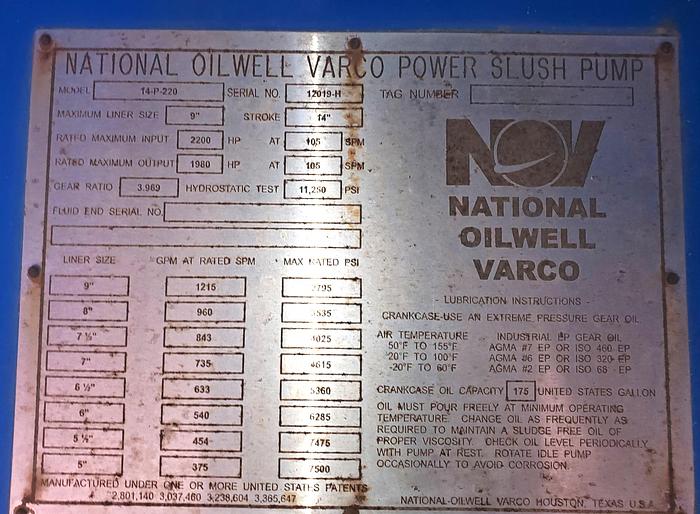 NATIONAL OILWELL VARCO POWER SLUSH PUMP
MODEL 14-P-220 SERIAL NO. 12019-H TAG NUMBER
MAXIMUM LINER SIZE 9" STROKE 14"
RATED MAXIMUM INPUT 2200 HP AT 105 SPM
RATED MAXIMUM OUTPUT 1980 HP AT 105 SPM
GEAR RATIO 3.969 HYDROSTATIC TEST 11,250 PSI
FLUID END SERIAL NO.
LINER SIZE GPM AT RATED SPM MAX RATED PSI
9" 1215 2795
8" 960 3535
7 ½" 843 4025
7" 735 4615
6 ½" 633 5360
6" 540 6285
5 ½" 454 7475
5" 375 7500
MANUFACTURED UNDER ONE OR MORE UNITED STATES PATENTS
2,801,140 3,037,460 3,238,604 3,365,647
NOV
NATIONAL
OILWELL
VARCO
- LUBRICATION INSTRUCTIONS -
CRANKCASE-USE AN EXTREME PRESSURE GEAR OIL
AIR TEMPERATURE INDUSTRIAL EP GEAR OIL
50°F TO 155°F AGMA #7 EP OR ISO 460 EP
20°F TO 100°F AGMA #6 EP OR ISO 320 EP
-20°F TO 60°F AGMA #2 EP OR ISO 68 EP
CRANKCASE OIL CAPACITY 175 UNITED STATES GALLON
OIL MUST POUR FREELY AT MINIMUM OPERATING
TEMPERATURE. CHANGE OIL AS FREQUENTLY AS
REQUIRED TO MAINTAIN A SLUDGE FREE OIL OF
PROPER VISCOSITY. CHECK OIL LEVEL PERIODICALLY
WITH PUMP AT REST. ROTATE IDLE PUMP
OCCASIONALLY TO AVOID CORROSION.
NATIONAL-OILWELL VARCO HOUSTON, TEXAS U.S.A.